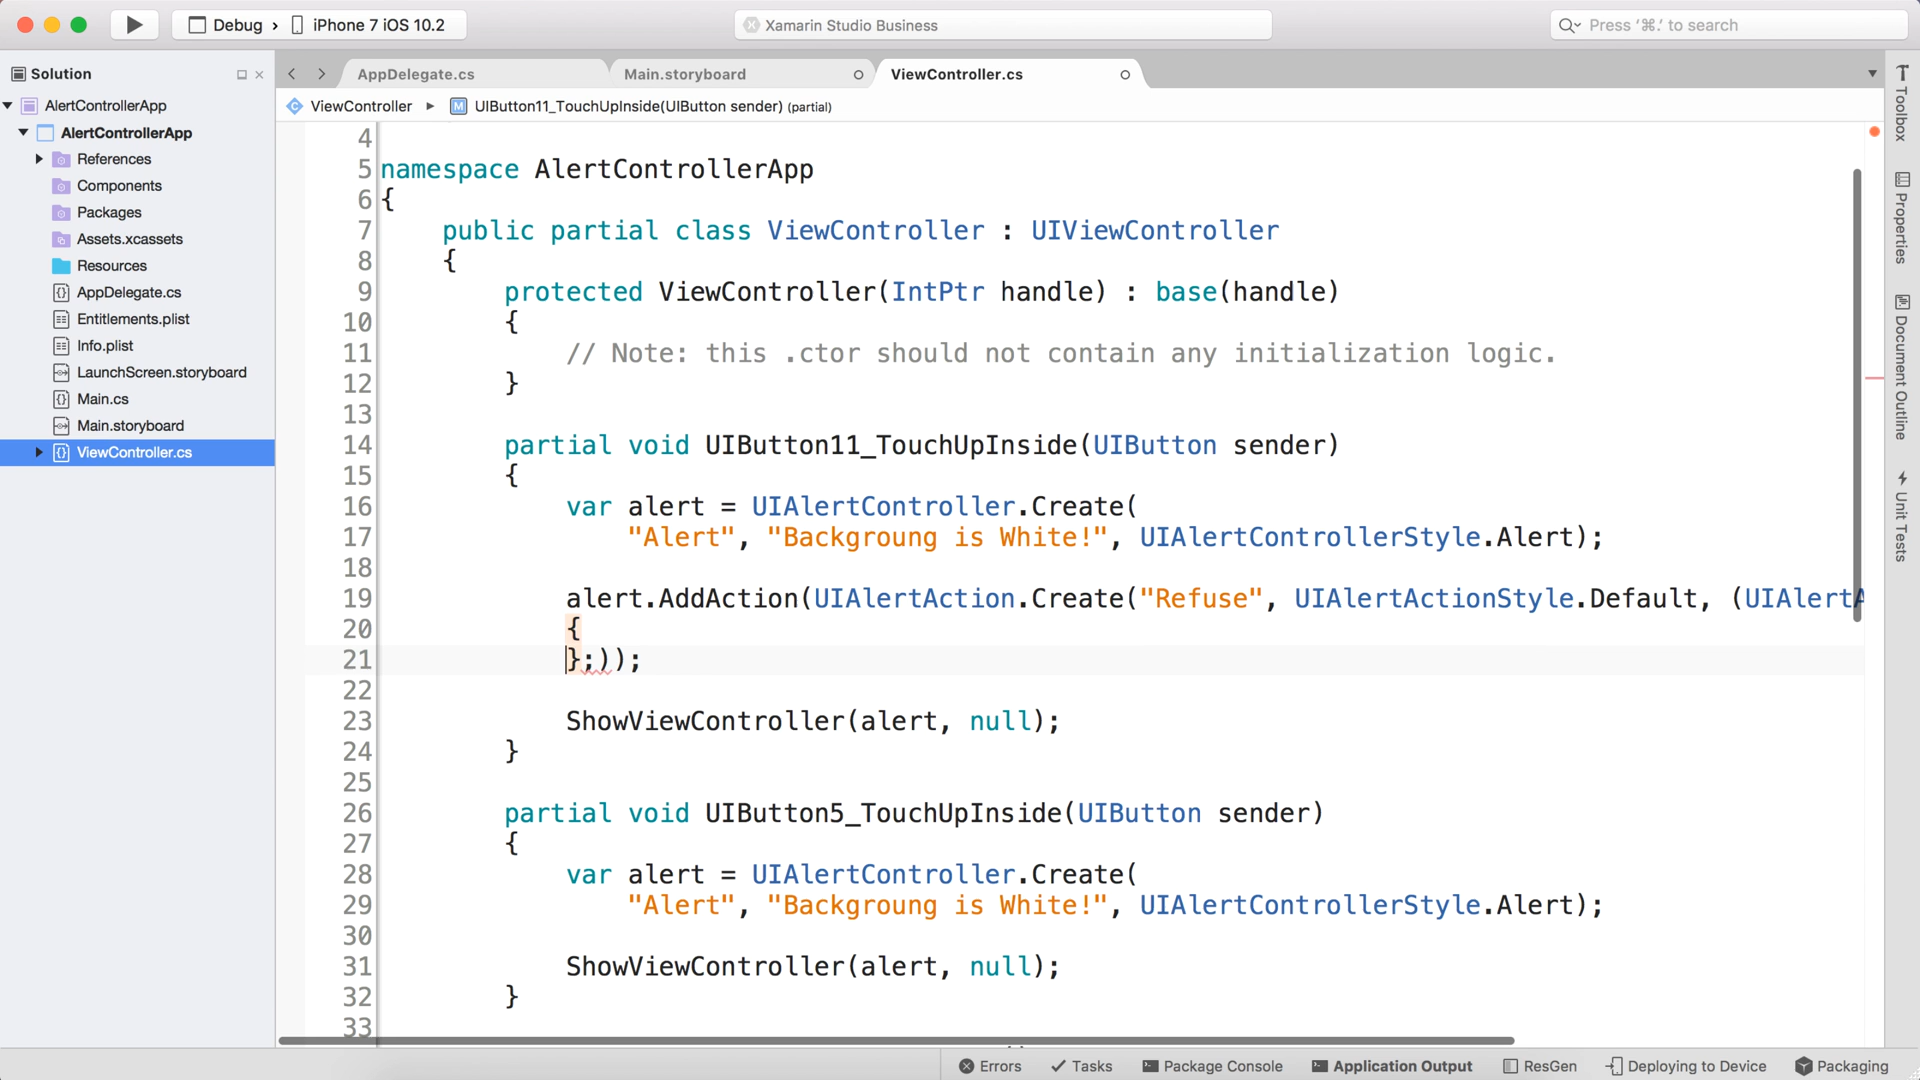 Debug › iPhone 7 iOS 10.2
Xamarin Studio Business
Press ‘⌘.’ to search
Solution
AppDelegate.cs
Main.storyboard
ViewController.cs
ViewController ▸ M UIButton11_TouchUpInside(UIButton sender) (partial)
AlertControllerApp
AlertControllerApp
References
Components
Packages
Assets.xcassets
Resources
AppDelegate.cs
Entitlements.plist
Info.plist
LaunchScreen.storyboard
Main.cs
Main.storyboard
ViewController.cs
4
5 namespace AlertControllerApp
6 {
7 public partial class ViewController : UIViewController
8 {
9 protected ViewController(IntPtr handle) : base(handle)
10 {
11 // Note: this .ctor should not contain any initialization logic.
12 }
13
14 partial void UIButton11_TouchUpInside(UIButton sender)
15 {
16 var alert = UIAlertController.Create(
17 "Alert", "Backgroung is White!", UIAlertControllerStyle.Alert);
18
19 alert.AddAction(UIAlertAction.Create("Refuse", UIAlertActionStyle.Default, (UIAlertA
20 {
21 };));
22
23 ShowViewController(alert, null);
24 }
25
26 partial void UIButton5_TouchUpInside(UIButton sender)
27 {
28 var alert = UIAlertController.Create(
29 "Alert", "Backgroung is White!", UIAlertControllerStyle.Alert);
30
31 ShowViewController(alert, null);
32 }
33
Toolbox
Properties
Document Outline
Unit Tests
Errors
Tasks
Package Console
Application Output
ResGen
Deploying to Device
Packaging